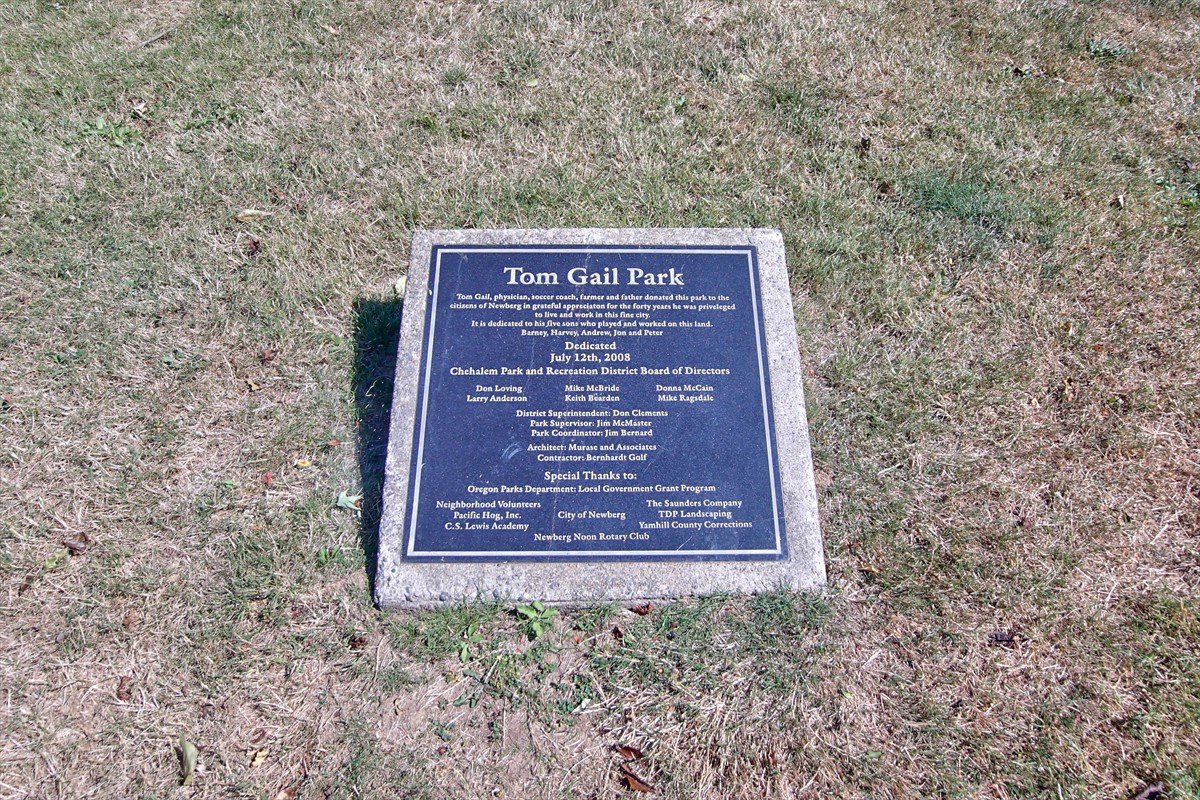 Tom Gail Park
Tom Gail, physician, soccer coach, farmer and father donated this park to the
citizens of Newberg in grateful appreciaton for the forty years he was priveleged
to live and work in this fine city.
It is dedicated to his five sons who played and worked on this land.
Barney, Harvey, Andrew, Jon and Peter
Dedicated
July 12th, 2008
Chehalem Park and Recreation District Board of Directors
Don Loving Mike McBride Donna McCain
Larry Anderson Keith Bearden Mike Ragsdale
District Superintendent: Don Clements
Park Supervisor: Jim McMaster
Park Coordinator: Jim Bernard
Architect: Murase and Associates
Contractor: Bernhardt Golf
Special Thanks to:
Oregon Parks Department: Local Government Grant Program
Neighborhood Volunteers The Saunders Company
Pacific Hog, Inc. City of Newberg TDP Landscaping
C.S. Lewis Academy Yamhill County Corrections
Newberg Noon Rotary Club